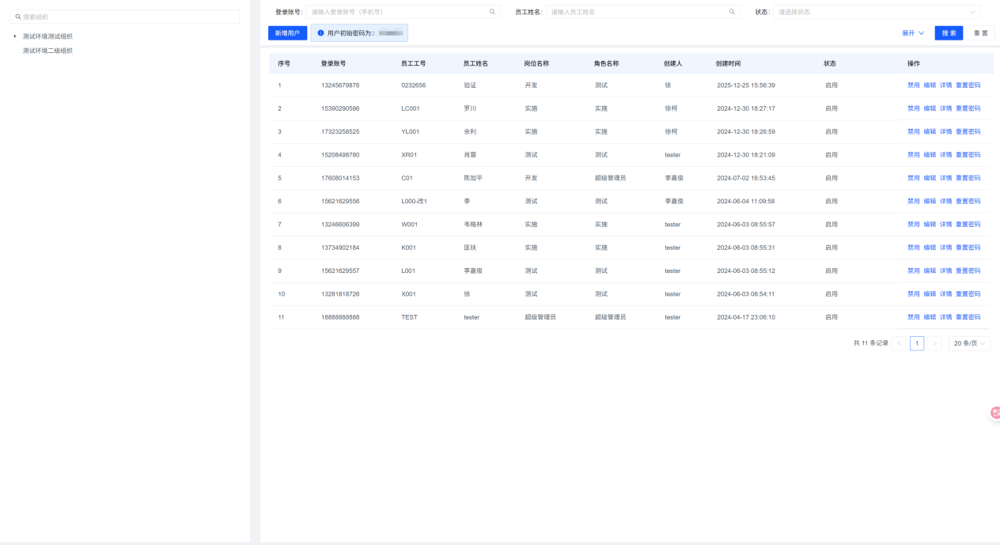 搜索组织
测试环境测试组织
测试环境二级组织
登录账号： 请输入登录账号（手机号） 员工姓名： 请输入员工姓名 状态： 请选择状态
新增用户 用户初始密码为： 展开 搜 索 重 置
序号 登录账号 员工工号 员工姓名 岗位名称 角色名称 创建人 创建时间 状态 操作
1 13245679876 0232656 验证 开发 测试 徐 2025-12-25 15:56:39 启用 禁用 编辑 详情 重置密码
2 15390290586 LC001 罗川 实施 实施 徐柯 2024-12-30 18:27:17 启用 禁用 编辑 详情 重置密码
3 17323258525 YL001 余利 实施 实施 徐柯 2024-12-30 18:26:59 启用 禁用 编辑 详情 重置密码
4 15208498780 XR01 肖蓉 测试 测试 tester 2024-12-30 18:21:09 启用 禁用 编辑 详情 重置密码
5 17608014153 C01 陈加平 开发 超级管理员 李嘉俊 2024-07-02 16:53:45 启用 禁用 编辑 详情 重置密码
6 15621629556 L000-改1 李 测试 测试 李嘉俊 2024-06-04 11:09:58 启用 禁用 编辑 详情 重置密码
7 13246606399 W001 韦格林 实施 实施 tester 2024-06-03 08:55:57 启用 禁用 编辑 详情 重置密码
8 13734902184 K001 匡扶 实施 实施 tester 2024-06-03 08:55:31 启用 禁用 编辑 详情 重置密码
9 15621629557 L001 李嘉俊 测试 测试 tester 2024-06-03 08:55:12 启用 禁用 编辑 详情 重置密码
10 13281818726 X001 徐 测试 测试 tester 2024-06-03 08:54:11 启用 禁用 编辑 详情 重置密码
11 18888888888 TEST tester 超级管理员 超级管理员 tester 2024-04-17 23:06:10 启用 禁用 编辑 详情 重置密码
共 11 条记录 1 20 条/页